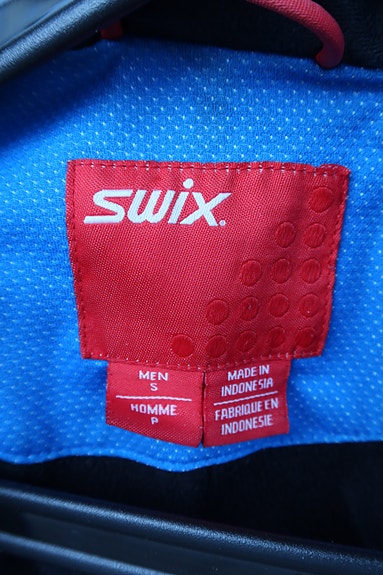 swix.
MEN
S
HOMME
P
MADE IN
INDONESIA
FABRIQUE EN
INDONESIE